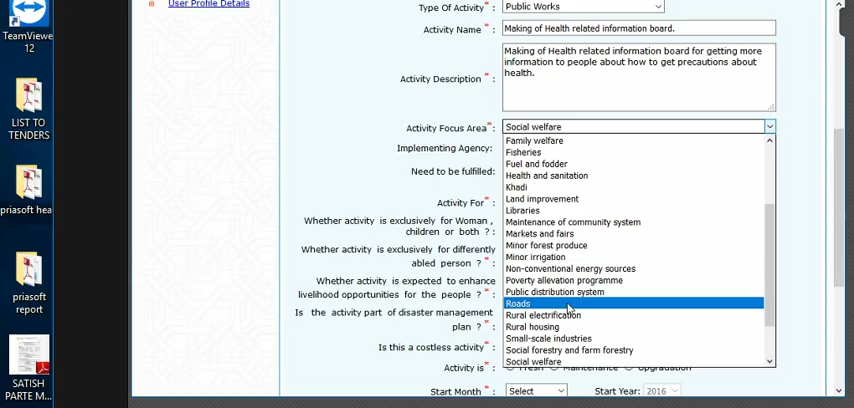 TeamViewer
12
LIST TO
TENDERS
priasoft hea
priasoft
report
SATISH
PARTE M...
User Profile Details
Type Of Activity * : Public Works
Activity Name * : Making of Health related information board.
Activity Description * : Making of Health related information board for getting more
information to people about how to get precautions about
health.
Activity Focus Area * : Social welfare
Implementing Agency:
Need to be fulfilled:
Activity For * :
Whether activity is exclusively for Woman ,
children or both ? * :
Whether activity is exclusively for differently
abled person ? * :
Whether activity is expected to enhance
livelihood opportunities for the people ? * :
Is the activity part of disaster management
plan ? * :
Is this a costless activity * :
Family welfare
Fisheries
Fuel and fodder
Health and sanitation
Khadi
Land improvement
Libraries
Maintenance of community system
Markets and fairs
Minor forest produce
Minor irrigation
Non-conventional energy sources
Poverty allevation programme
Public distribution system
Roads
Rural electrification
Rural housing
Small-scale industries
Social forestry and farm forestry
Social welfare
Activity is * : Fresh Maintenance Upgradation
Start Month * : Select Start Year: 2016